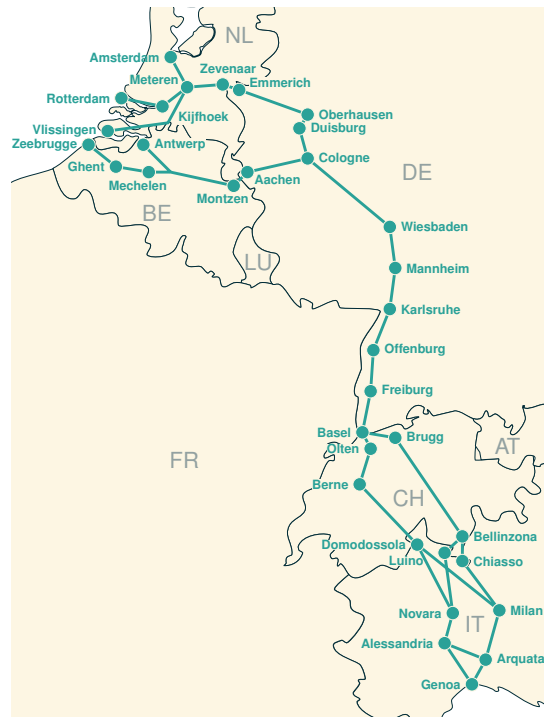 NL
Amsterdam
Zevenaar
Meteren
Emmerich
Rotterdam
Oberhausen
Kijfhoek
Duisburg
Vlissingen
Zeebrugge
Antwerp
Cologne
Ghent
Aachen
DE
Mechelen
Montzen
BE
Wiesbaden
LU
Mannheim
Karlsruhe
Offenburg
Freiburg
Basel
Brugg
AT
Olten
FR
Berne
CH
Bellinzona
Domodossola
Luino
Chiasso
Novara
Milan
IT
Alessandria
Arquata
Genoa